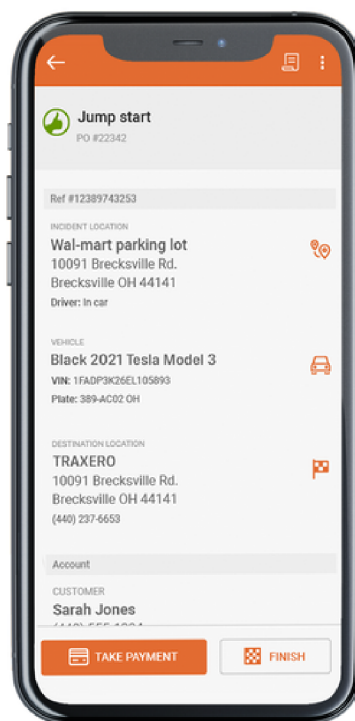 Jump start
PO #22342
Ref #12389743253
INCIDENT LOCATION
Wal-mart parking lot
10091 Brecksville Rd.
Brecksville OH 44141
Driver: In car
VEHICLE
Black 2021 Tesla Model 3
VIN: 1FADP3K26EL105893
Plate: 389-AC02 OH
DESTINATION LOCATION
TRAXERO
10091 Brecksville Rd.
Brecksville OH 44141
(440) 237-6653
Account
CUSTOMER
Sarah Jones
TAKE PAYMENT
FINISH